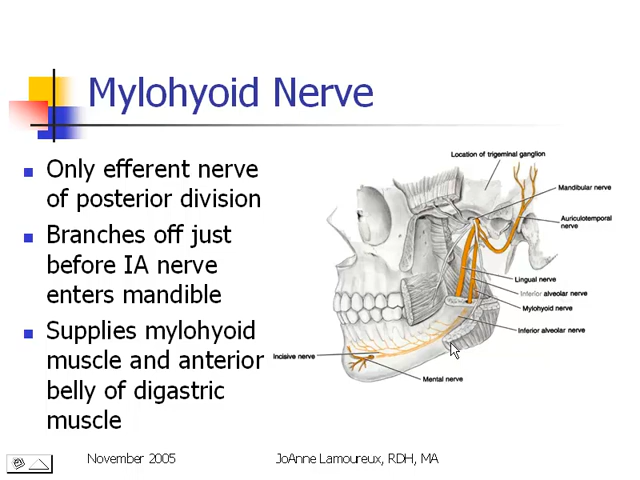 Mylohyoid Nerve
Only efferent nerve
of posterior division
Branches off just
before IA nerve
enters mandible
Supplies mylohyoid
muscle and anterior
belly of digastric
muscle
Location of trigeminal ganglion
Mandibular nerve
Auriculotemporal
nerve
Lingual nerve
Inferior alveolar nerve
Mylohyoid nerve
Inferior alveolar nerve
Incisive nerve
Mental nerve
November 2005
JoAnne Lamoureux, RDH, MA